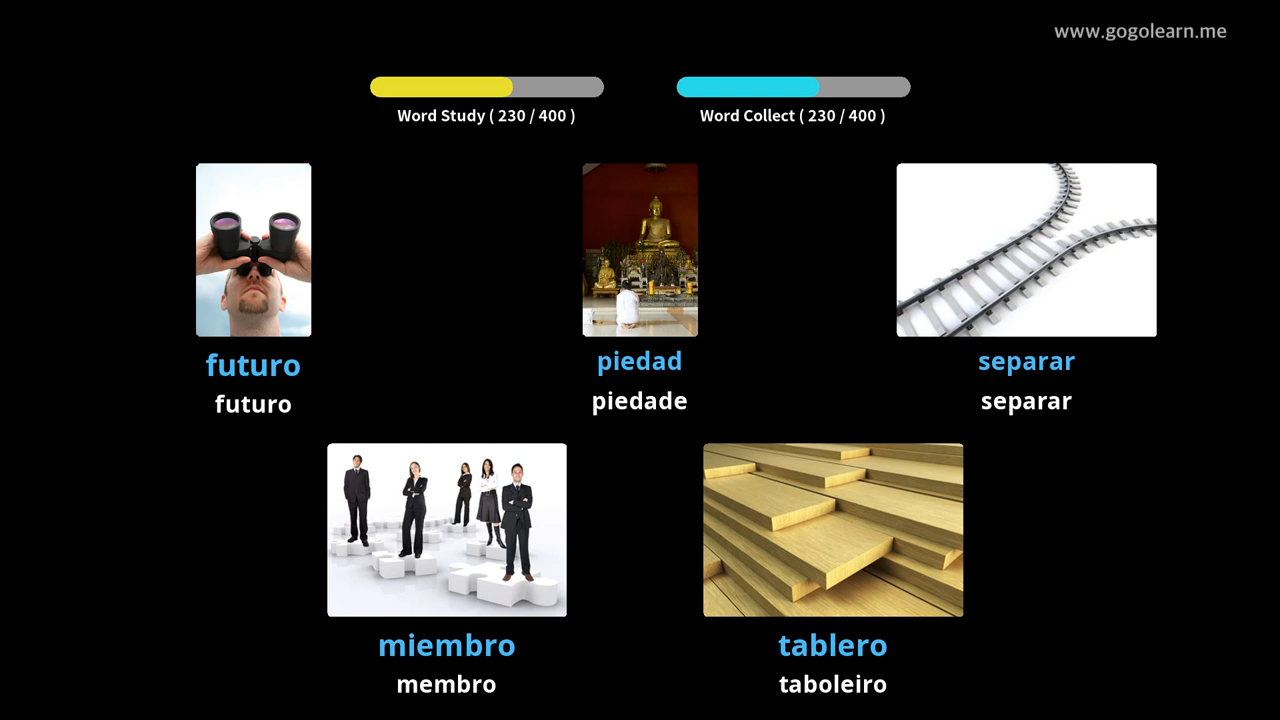 www.gogolearn.me
Word Study ( 230 / 400 )
Word Collect ( 230 / 400 )
futuro
futuro
piedad
piedade
separar
separar
miembro
membro
tablero
taboleiro